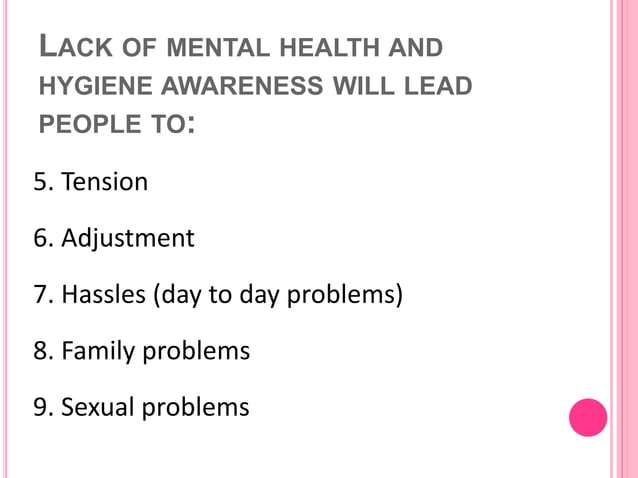 LACK OF MENTAL HEALTH AND
HYGIENE AWARENESS WILL LEAD
PEOPLE TO:
5. Tension
6. Adjustment
7. Hassles (day to day problems)
8. Family problems
9. Sexual problems